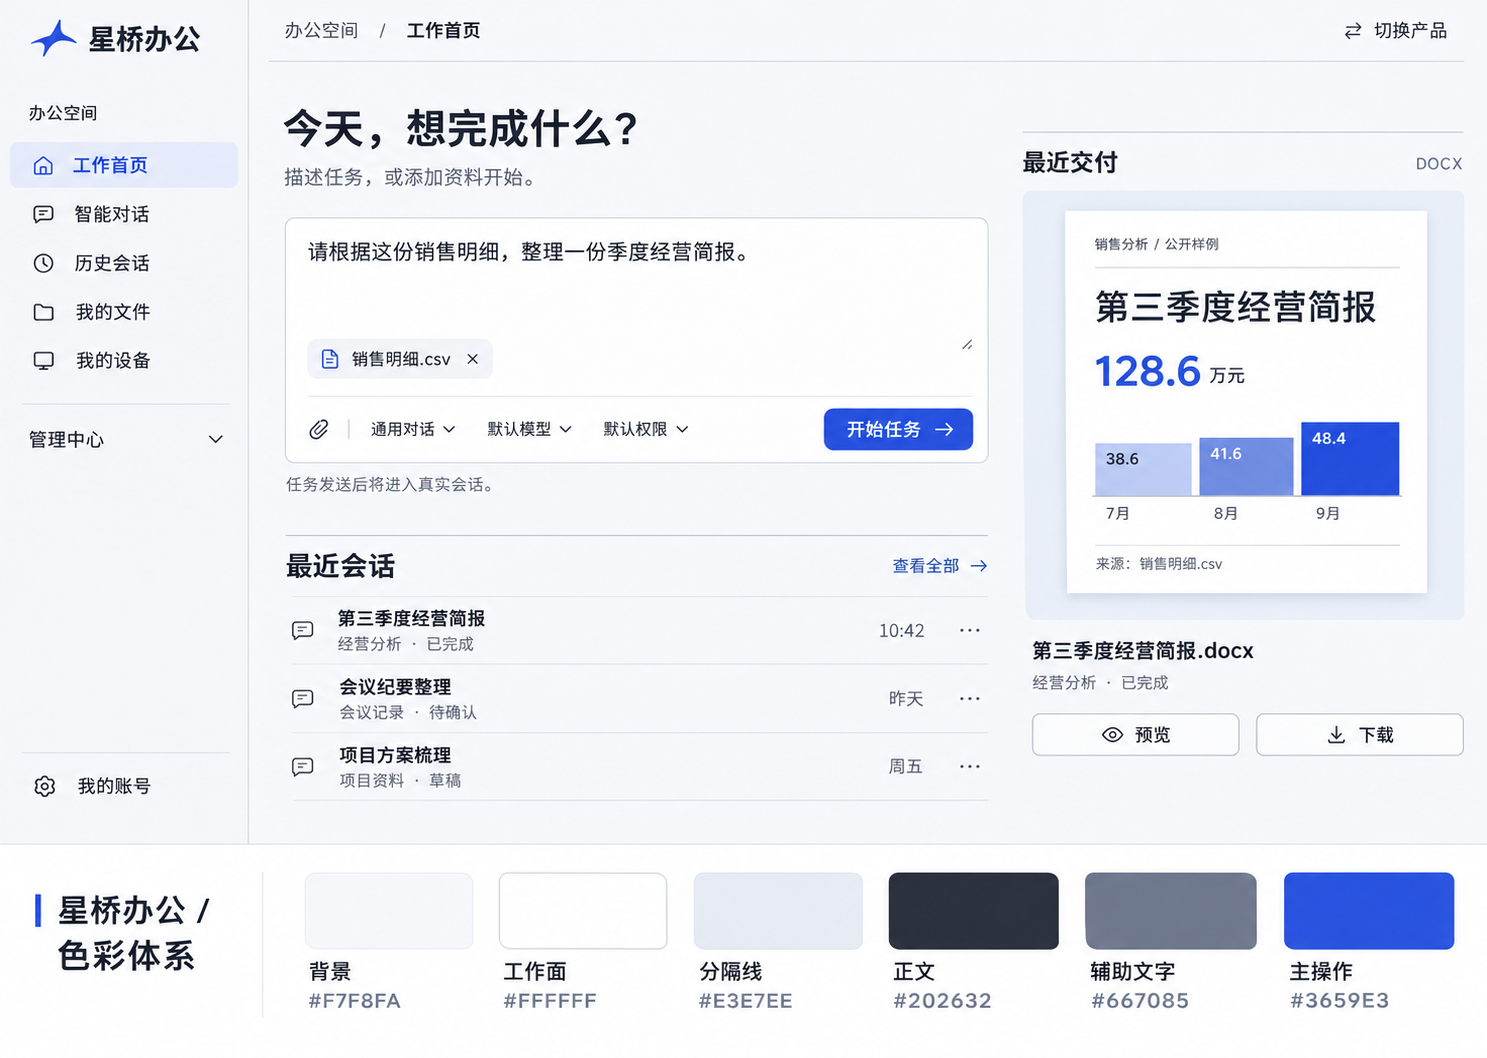 星桥办公
办公空间 / 工作首页
切换产品
办公空间
工作首页
智能对话
历史会话
我的文件
我的设备
管理中心
我的账号
今天，想完成什么？
描述任务，或添加资料开始。
请根据这份销售明细，整理一份季度经营简报。
销售明细.csv
通用对话
默认模型
默认权限
开始任务
任务发送后将进入真实会话。
最近会话
查看全部
第三季度经营简报
经营分析 · 已完成
10:42
会议纪要整理
会议记录 · 待确认
昨天
项目方案梳理
项目资料 · 草稿
周五
最近交付
DOCX
销售分析 / 公开样例
第三季度经营简报
128.6 万元
38.6
41.6
48.4
7月
8月
9月
来源：销售明细.csv
第三季度经营简报.docx
经营分析 · 已完成
预览
下载
星桥办公 /
色彩体系
背景
#F7F8FA
工作面
#FFFFFF
分隔线
#E3E7EE
正文
#202632
辅助文字
#667085
主操作
#3659E3